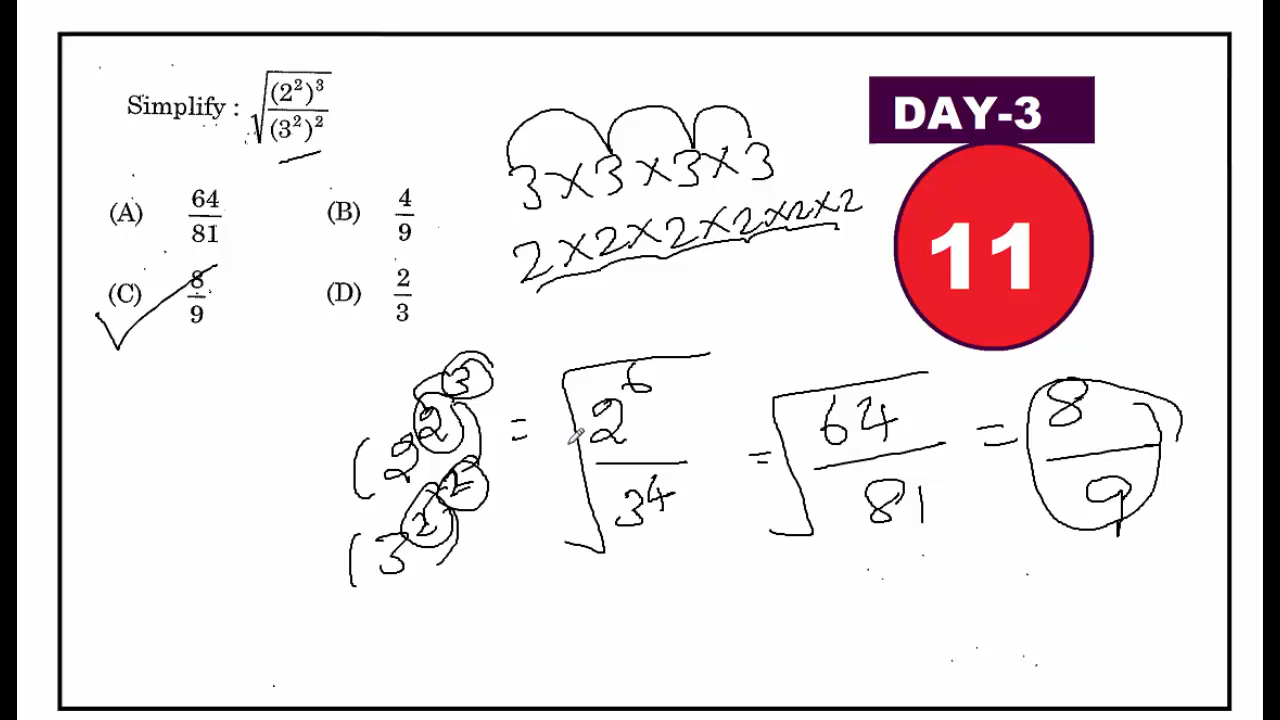 Simplify : √((2²)³/(3²)²)
(A) 64/81
(B) 4/9
(C) 8/9
(D) 2/3
DAY-3
11
3×3×3×3
2×2×2×2×2×2
(2²)³ = √(2⁶/3⁴) = √(64/81) = 8/9
(3²)²